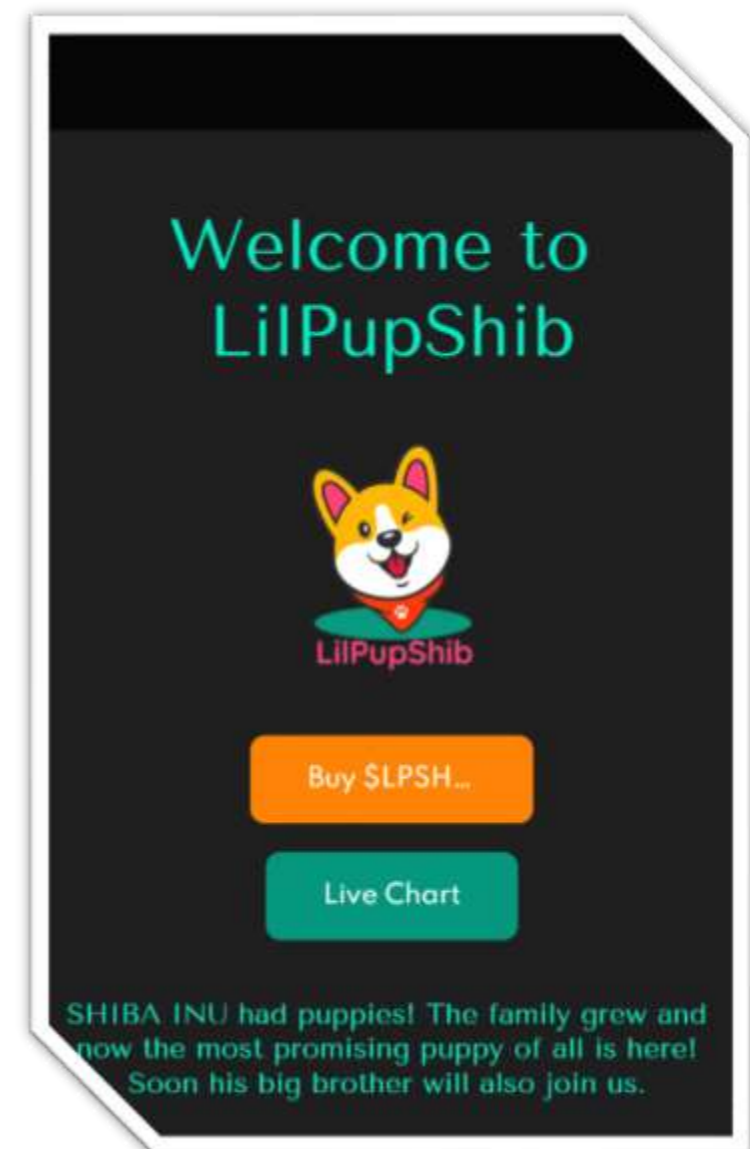 Welcome to
LilPupShib
LilPupShib
Buy $LPSH...
Live Chart
SHIBA INU had puppies! The family grew and
now the most promising puppy of all is here!
Soon his big brother will also join us.